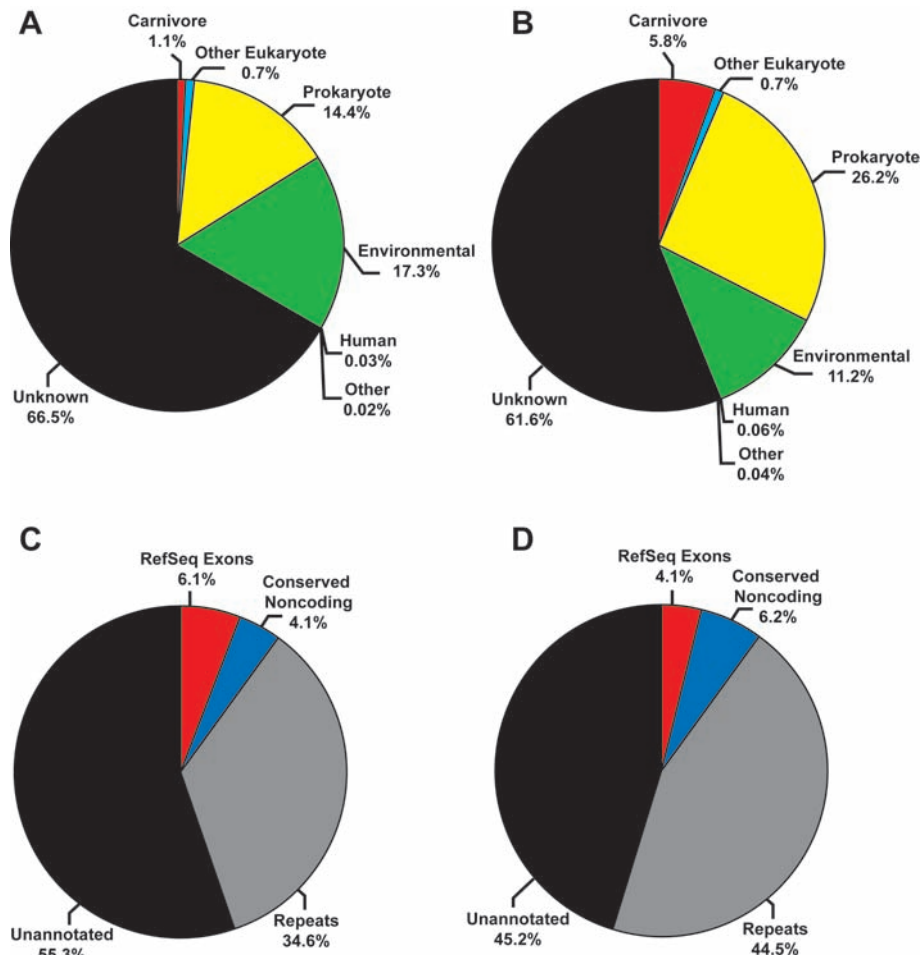 A
Carnivore
1.1%
Other Eukaryote
0.7%
Prokaryote
14.4%
Environmental
17.3%
Human
0.03%
Other
0.02%
Unknown
66.5%
B
Carnivore
5.8%
Other Eukaryote
0.7%
Prokaryote
26.2%
Environmental
11.2%
Human
0.06%
Other
0.04%
Unknown
61.6%
C
RefSeq Exons
6.1%
Conserved
Noncoding
4.1%
Repeats
34.6%
Unannotated
55.3%
D
RefSeq Exons
4.1%
Conserved
Noncoding
6.2%
Repeats
44.5%
Unannotated
45.2%